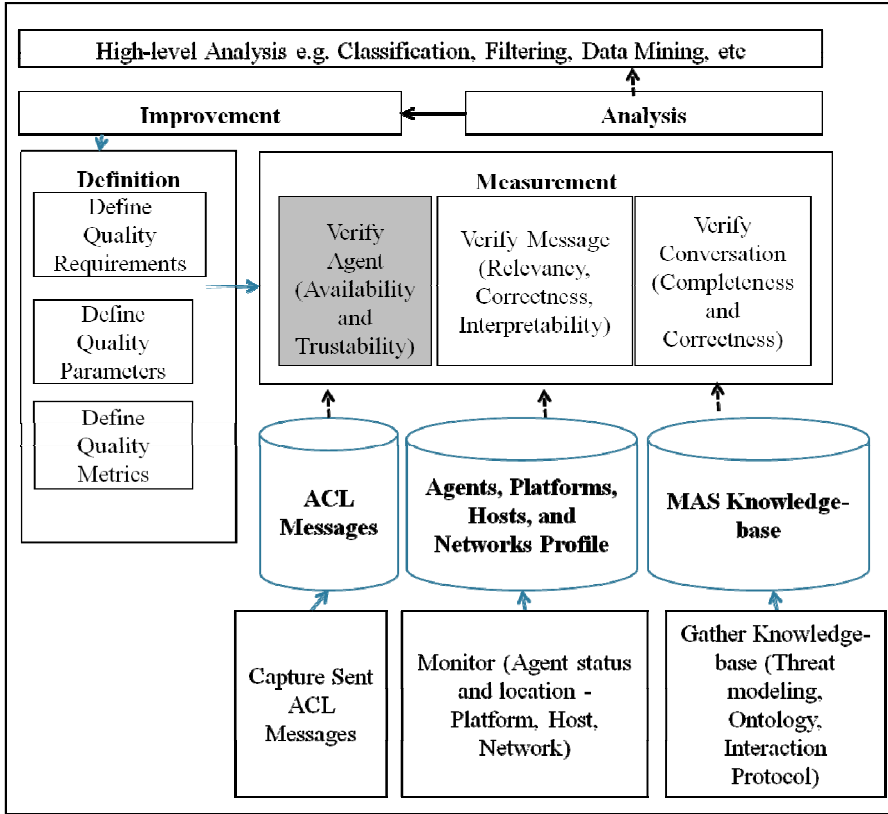 High-level Analysis e.g. Classification, Filtering, Data Mining, etc
Improvement
Analysis
Definition
Define
Quality
Requirements
Define
Quality
Parameters
Define
Quality
Metrics
Measurement
Verify
Agent
(Availability
and
Trustability)
Verify Message
(Relevancy,
Correctness,
Interpretability)
Verify
Conversation
(Completeness
and
Correctness)
ACL
Messages
Agents, Platforms,
Hosts, and
Networks Profile
MAS Knowledge-
base
Capture Sent
ACL
Messages
Monitor (Agent status
and location -
Platform, Host,
Network)
Gather Knowledge-
base (Threat
modeling,
Ontology,
Interaction
Protocol)